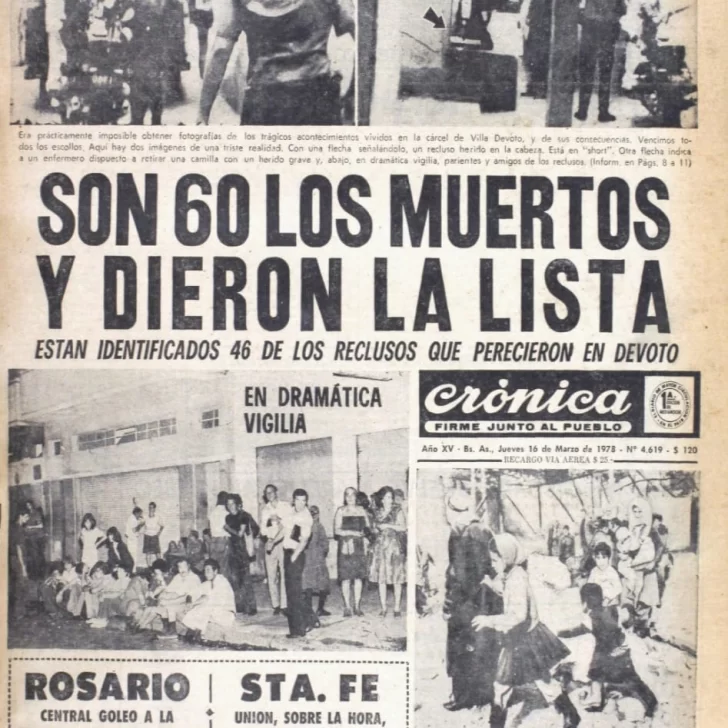 Era prácticamente imposible obtener fotografías de los trágicos acontecimientos vividos en la cárcel de Villa Devoto, y de sus consecuencias. Vencimos to-
dos los escollos. Aquí hay dos imágenes de una triste realidad. Con una flecha señalándolo, un recluso herido en la cabeza. Está en "short". Otra flecha indica
a un enfermero dispuesto a retirar una camilla con un herido grave y, abajo, en dramática vigilia, parientes y amigos de los reclusos. (Inform. en Págs. 8 a 11)
SON 60 LOS MUERTOS
Y DIERON LA LISTA
ESTAN IDENTIFICADOS 46 DE LOS RECLUSOS QUE PERECIERON EN DEVOTO
EN DRAMÁTICA
VIGILIA
crónica
FIRME JUNTO AL PUEBLO
1A
Año XV - Bs. As., Jueves 16 de Marzo de 1978 - Nº 4,619 - $ 120
RECARGO VIA AEREA $ 25
ROSARIO
CENTRAL GOLEO A LA
STA. FE
UNION, SOBRE LA HORA,